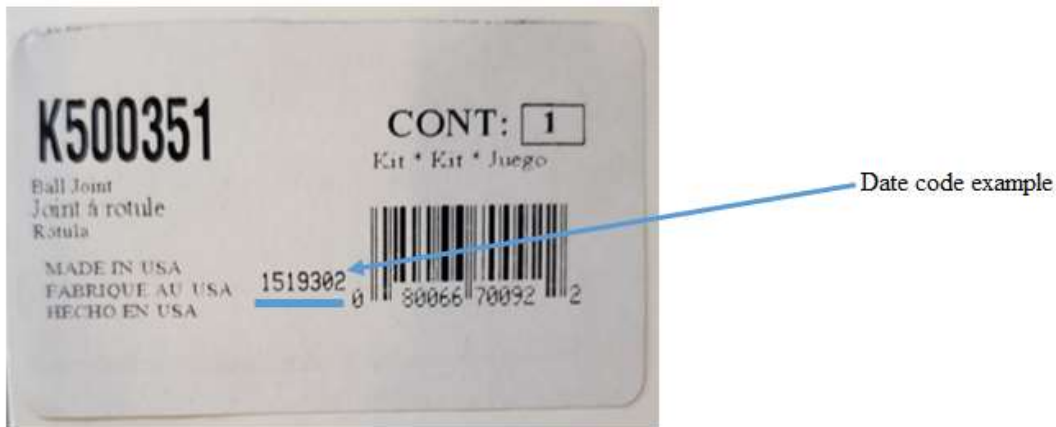 K500351
CONT: 1
Kit * Kit * Juego
Ball Joint
Joint à rotule
Rotula
MADE IN USA
FABRIQUE AU USA
HECHO EN USA
1519302
0 80066 70092 2
Date code example